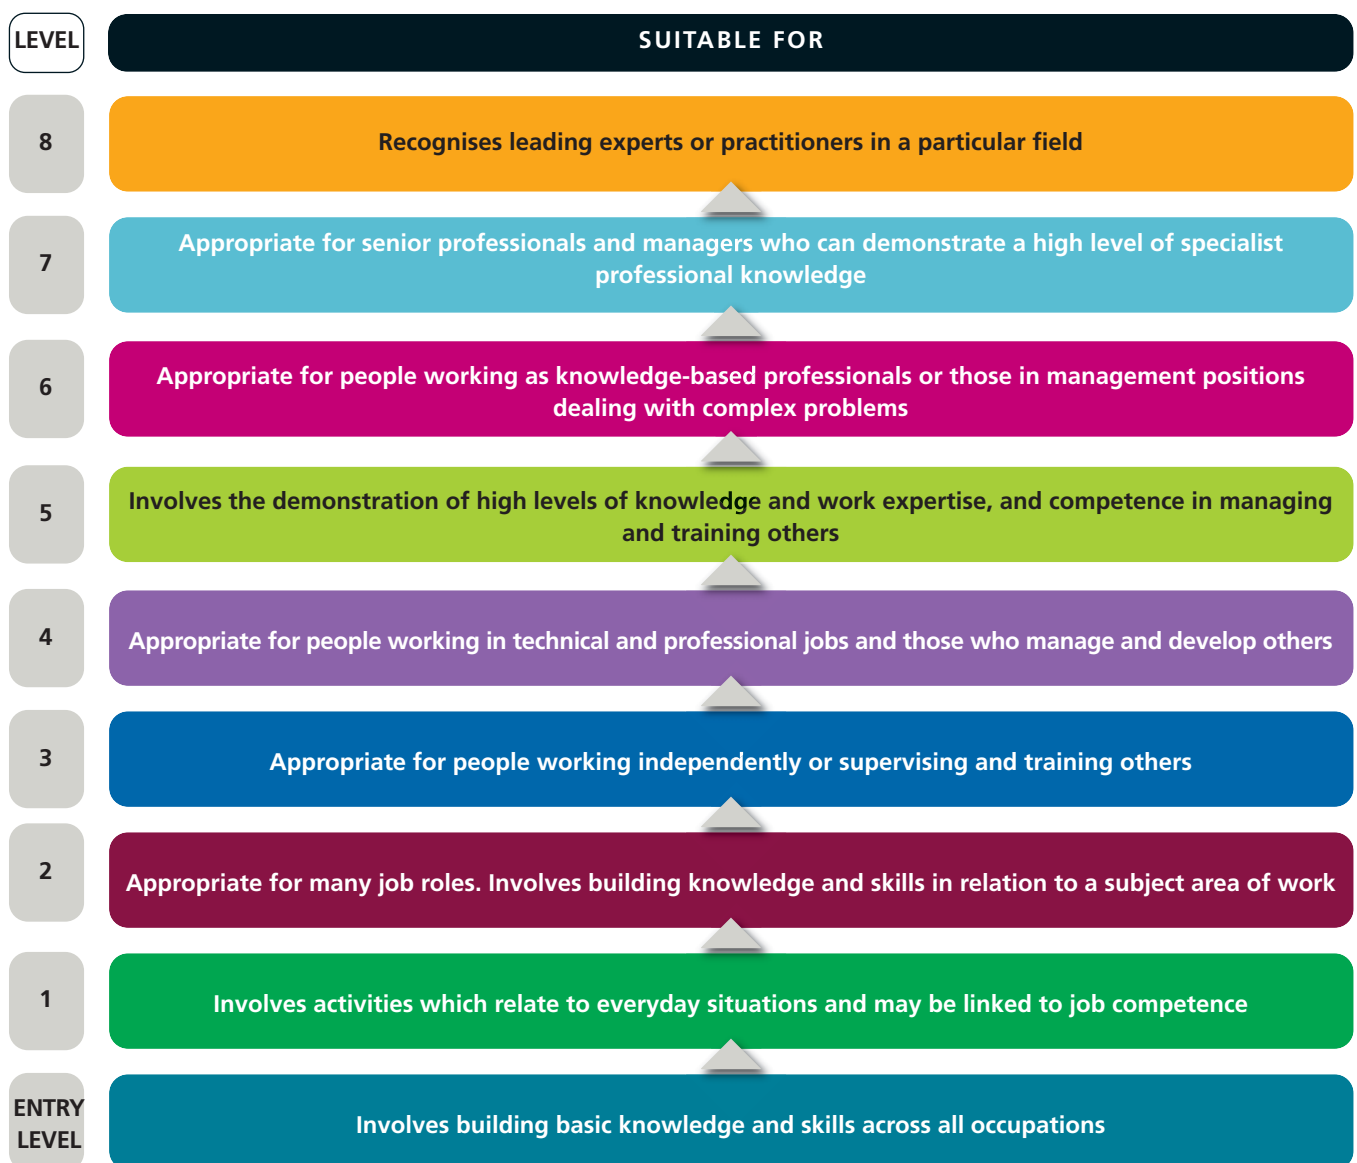 LEVEL
SUITABLE FOR
8
Recognises leading experts or practitioners in a particular field
7
Appropriate for senior professionals and managers who can demonstrate a high level of specialist
professional knowledge
6
Appropriate for people working as knowledge-based professionals or those in management positions
dealing with complex problems
5
Involves the demonstration of high levels of knowledge and work expertise, and competence in managing
and training others
4
Appropriate for people working in technical and professional jobs and those who manage and develop others
3
Appropriate for people working independently or supervising and training others
2
Appropriate for many job roles. Involves building knowledge and skills in relation to a subject area of work
1
Involves activities which relate to everyday situations and may be linked to job competence
ENTRY
LEVEL
Involves building basic knowledge and skills across all occupations